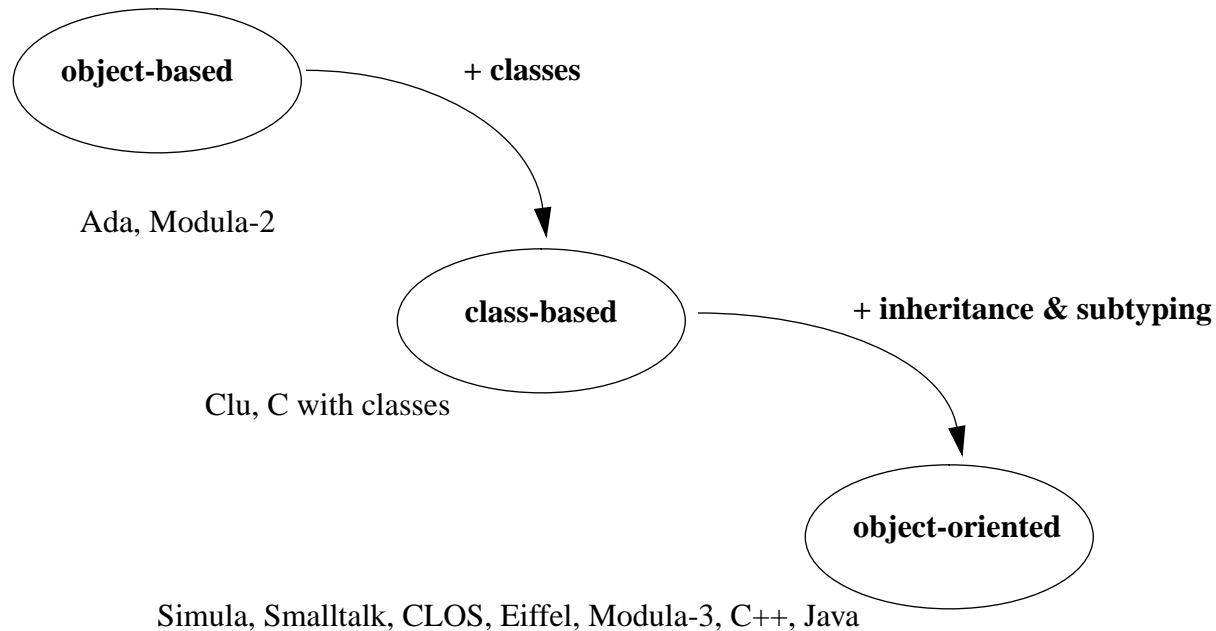 object-based
+ classes
Ada, Modula-2
class-based
+ inheritance & subtyping
Clu, C with classes
object-oriented
Simula, Smalltalk, CLOS, Eiffel, Modula-3, C++, Java